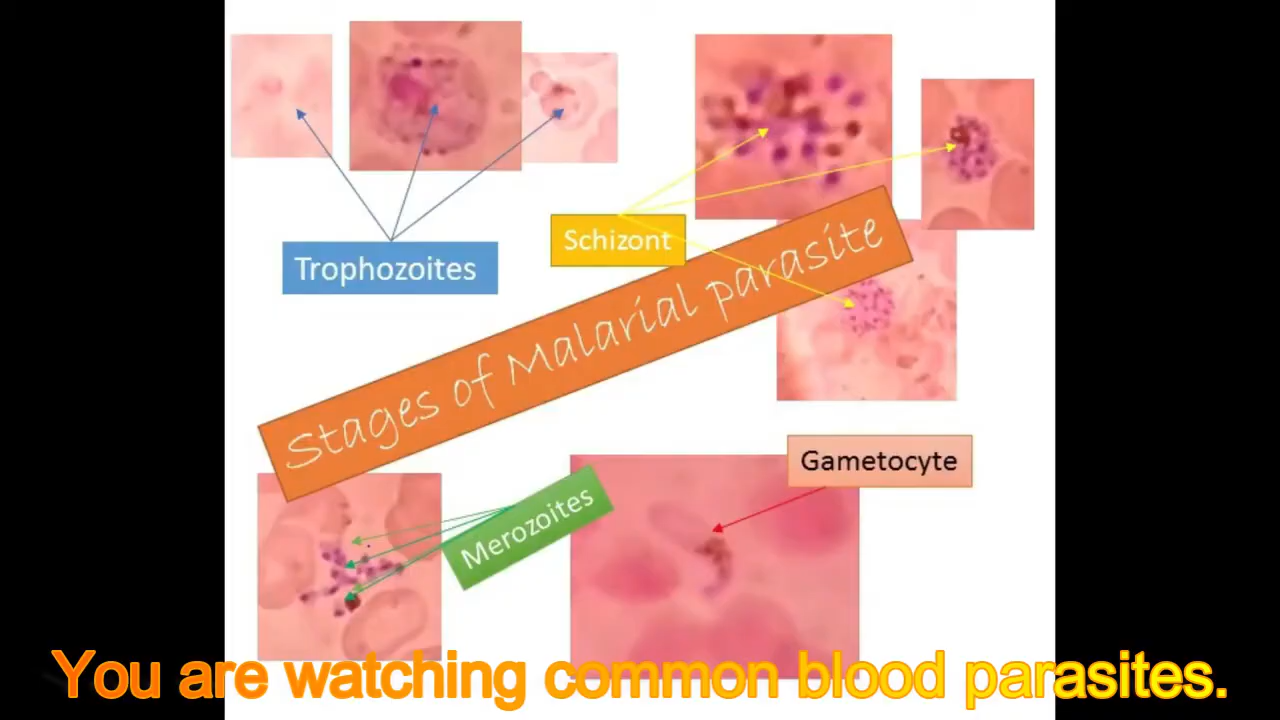 Trophozoites
Schizont
Stages of Malarial parasite
Gametocyte
Merozoites
You are watching common blood parasites.